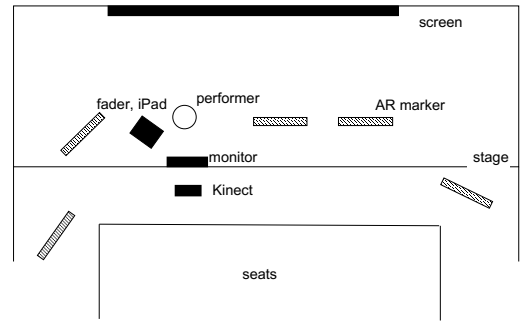 screen
fader, iPad
performer
AR marker
monitor
stage
Kinect
seats